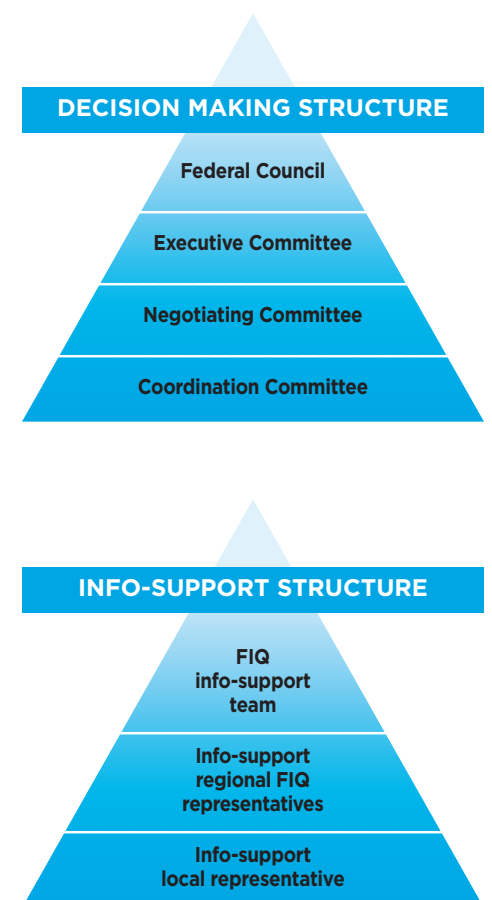 DECISION MAKING STRUCTURE
Federal Council
Executive Committee
Negotiating Committee
Coordination Committee
INFO-SUPPORT STRUCTURE
FIQ
info-support
team
Info-support
regional FIQ
representatives
Info-support
local representative